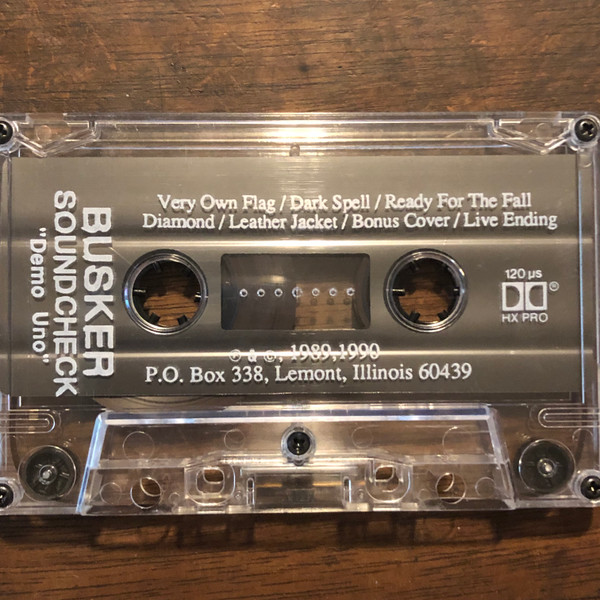 Very Own Flag / Dark Spell / Ready For The Fall
Diamond / Leather Jacket / Bonus Cover / Live Ending
BUSKER
SOUNDCHECK
"Demo Uno"
120 µs
®
HX PRO
℗ & ©, 1989,1990
P.O. Box 338, Lemont, Illinois 60439